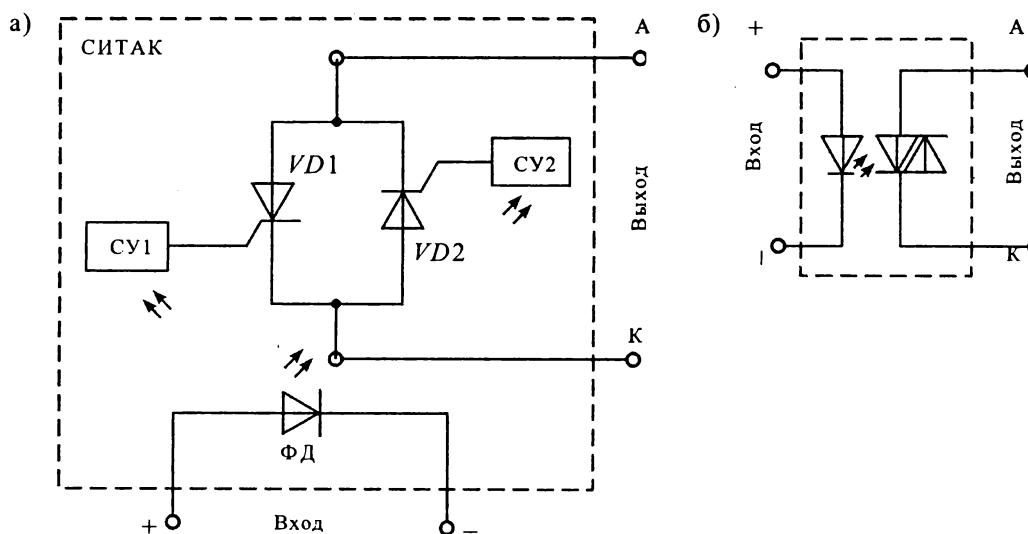 а)
СИТАК
VD1
VD2
СУ1
СУ2
А
Выход
К
ФД
+
Вход
−
б)
+
А
Вход
Выход
−
К